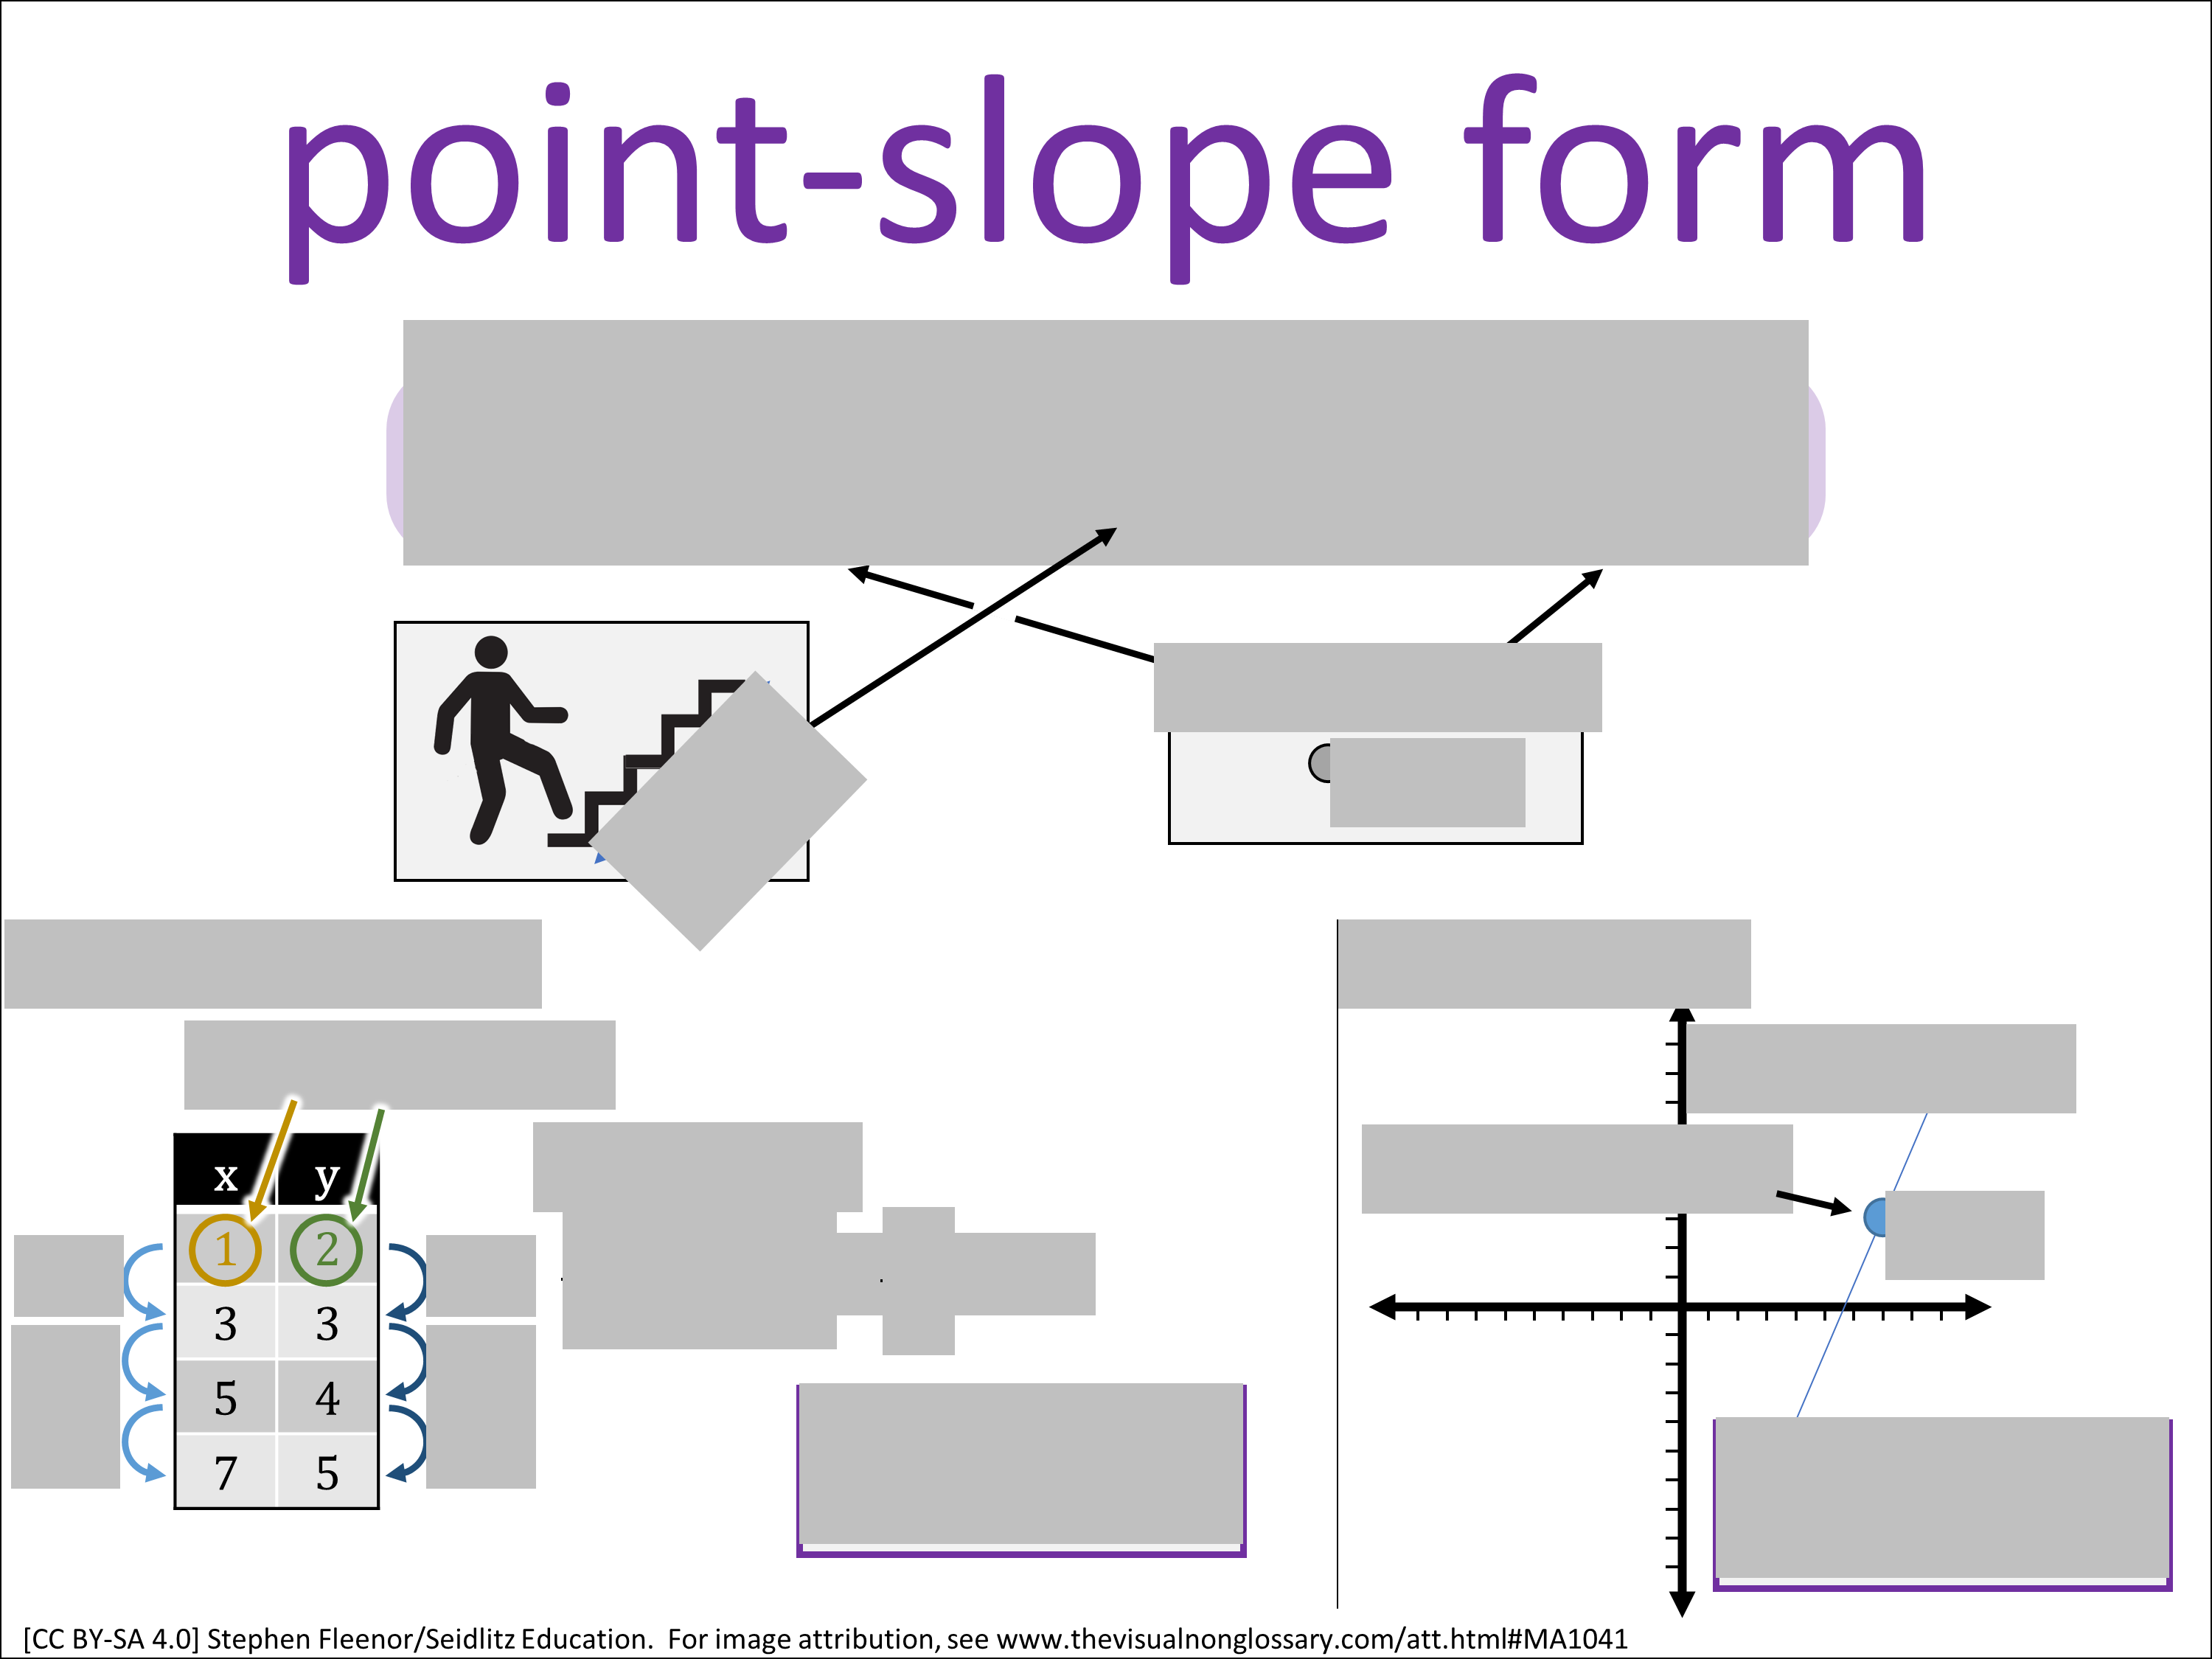 point-slope form
x y
1 2
3 3
5 4
7 5
[CC BY-SA 4.0] Stephen Fleenor/Seidlitz Education.  For image attribution, see www.thevisualnonglossary.com/att.html#MA1041